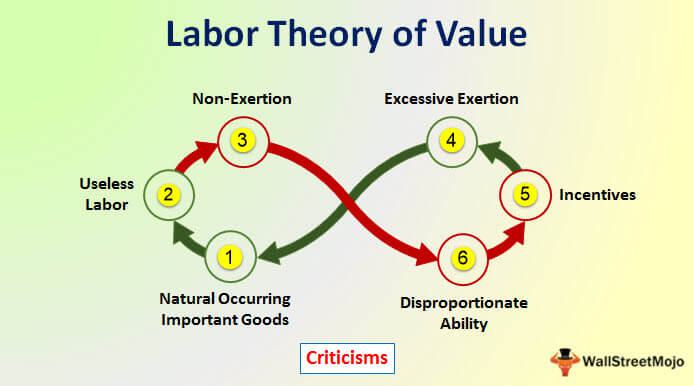 Labor Theory of Value
Non-Exertion
Excessive Exertion
3
4
Useless
Labor
2
5
Incentives
1
6
Natural Occurring
Important Goods
Disproportionate
Ability
Criticisms
WallStreetMojo